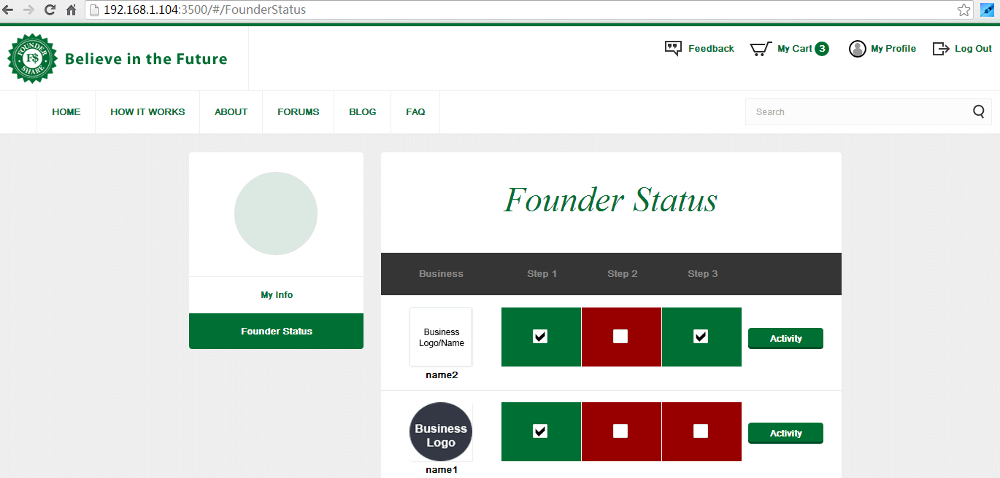 192.168.1.104:3500/#/FounderStatus
FOUNDER
F$
SHARE
Believe in the Future
Feedback
My Cart 3
My Profile
Log Out
HOME
HOW IT WORKS
ABOUT
FORUMS
BLOG
FAQ
Search
My Info
Founder Status
Founder Status
Business
Step 1
Step 2
Step 3
Business
Logo/Name
name2
Activity
Business
Logo
name1
Activity